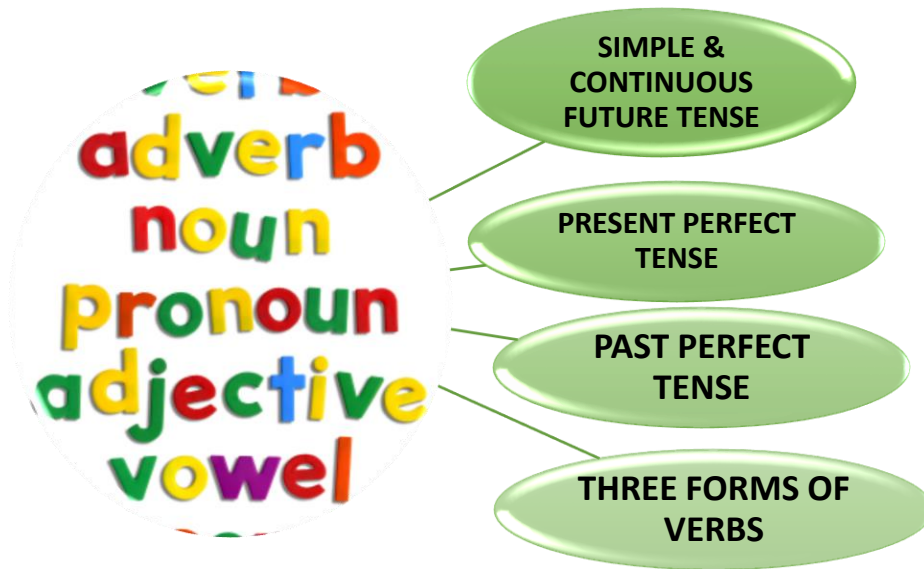 adverb
noun
pronoun
adjective
vowel
SIMPLE &
CONTINUOUS
FUTURE TENSE
PRESENT PERFECT
TENSE
PAST PERFECT
TENSE
THREE FORMS OF
VERBS